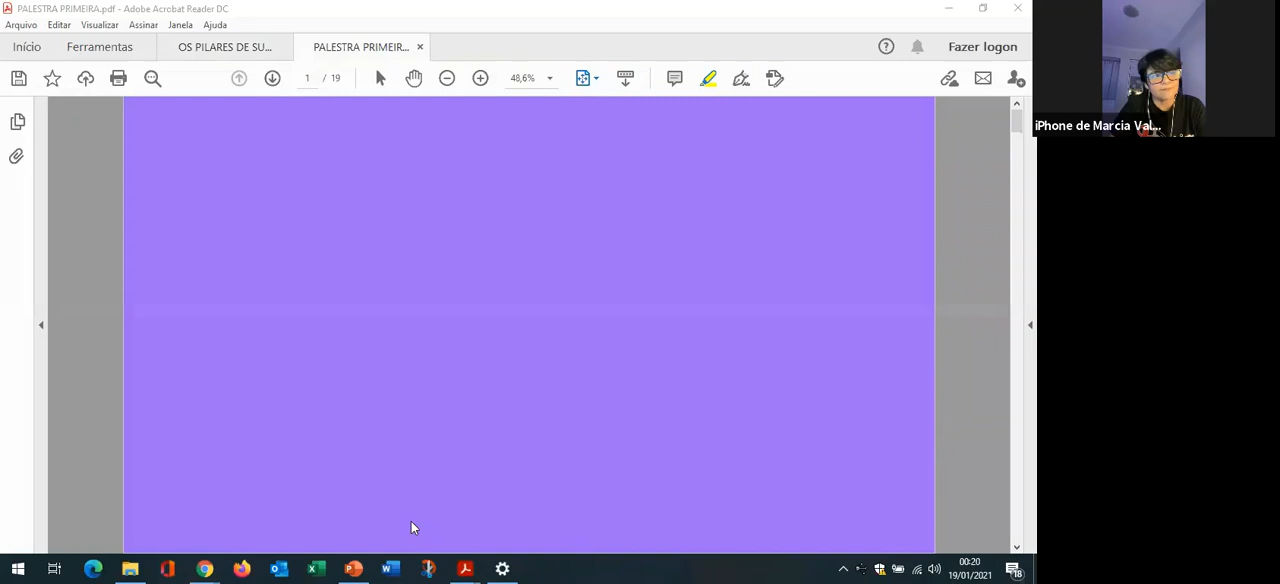 PALESTRA PRIMEIRA.pdf - Adobe Acrobat Reader DC
Arquivo Editar Visualizar Assinar Janela Ajuda
Início Ferramentas OS PILARES DE SU... PALESTRA PRIMEIR... × Fazer logon
1 / 19 48,6%
iPhone de Marcia Val...
00:20
19/01/2021
18